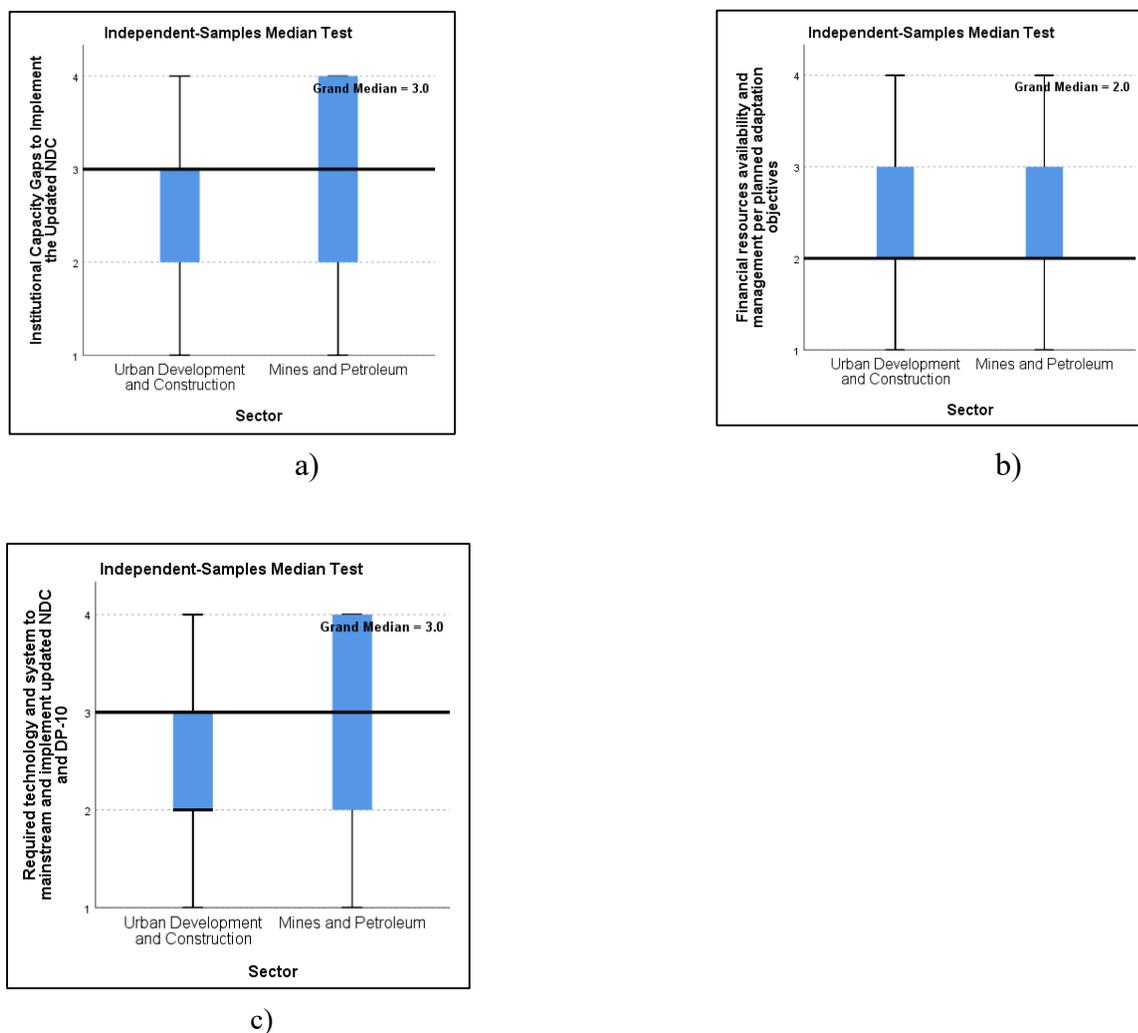 Independent-Samples Median Test
Institutional Capacity Gaps to Implement
the Updated NDC
4
3
2
1
Grand Median = 3.0
Urban Development
and Construction
Mines and Petroleum
Sector
a)
Independent-Samples Median Test
Financial resources availability and
management per planned adaptation
objectives
4
3
2
1
Grand Median = 2.0
Urban Development
and Construction
Mines and Petroleum
Sector
b)
Independent-Samples Median Test
Required technology and system to
mainstream and implement updated NDC
and DP-10
4
3
2
1
Grand Median = 3.0
Urban Development
and Construction
Mines and Petroleum
Sector
c)